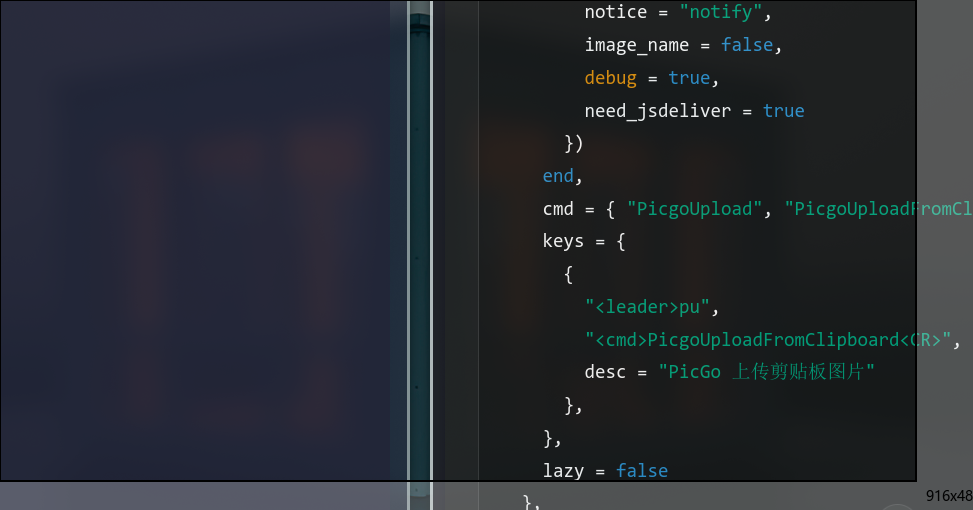 notice = "notify",
image_name = false,
debug = true,
need_jsdeliver = true
})
end,
cmd = { "PicgoUpload", "PicgoUploadFromCl
keys = {
{
"<leader>pu",
"<cmd>PicgoUploadFromClipboard<CR>",
desc = "PicGo 上传剪贴板图片"
},
},
lazy = false
},
916x48